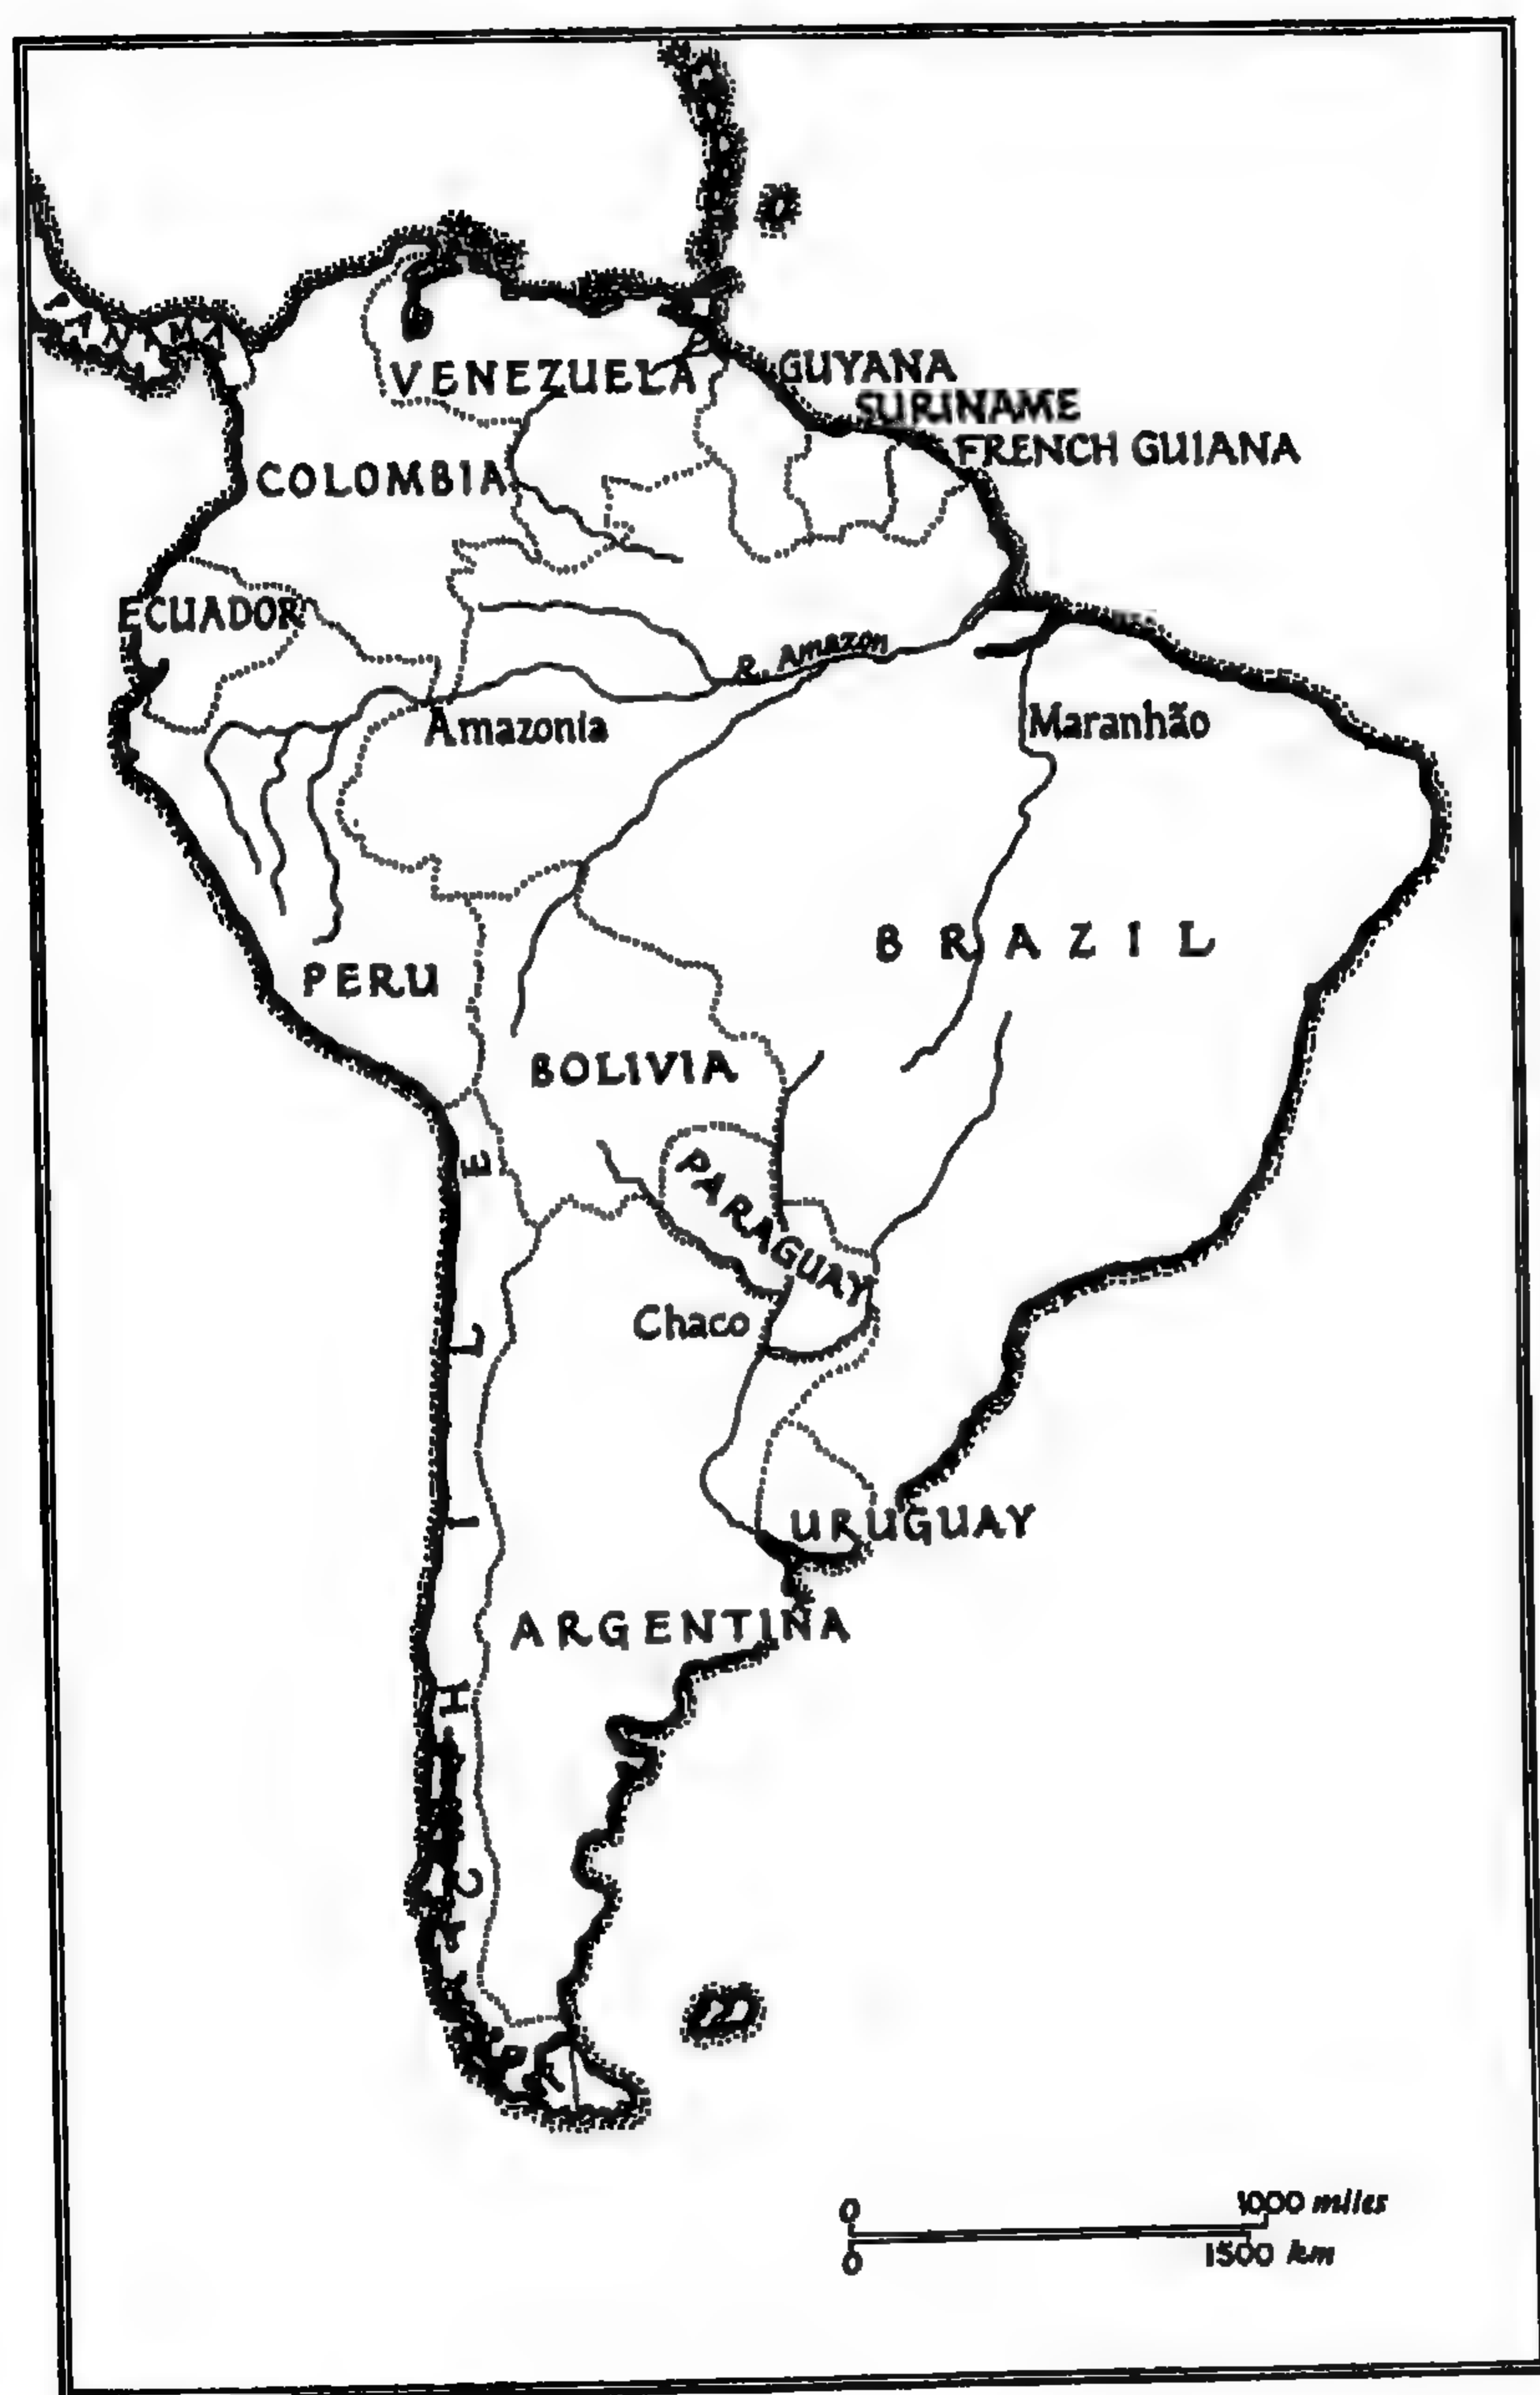 PANAMA
VENEZUELA
GUYANA
SURINAME
FRENCH GUIANA
COLOMBIA
ECUADOR
R. Amazon
Amazonia
Maranhão
BRAZIL
PERU
BOLIVIA
PARAGUAY
Chaco
CHILE
URUGUAY
ARGENTINA
0 1000 miles
0 1500 km